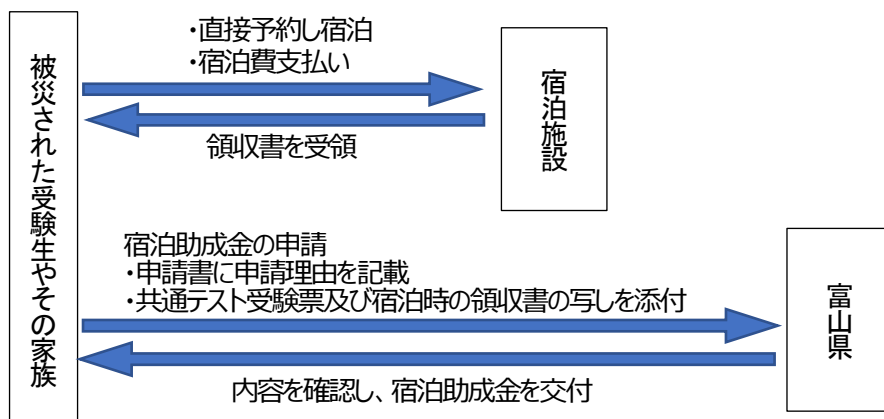 被災された受験生やその家族
・直接予約し宿泊
・宿泊費支払い
領収書を受領
宿泊施設
宿泊助成金の申請
・申請書に申請理由を記載
・共通テスト受験票及び宿泊時の領収書の写しを添付
内容を確認し、宿泊助成金を交付
富山県